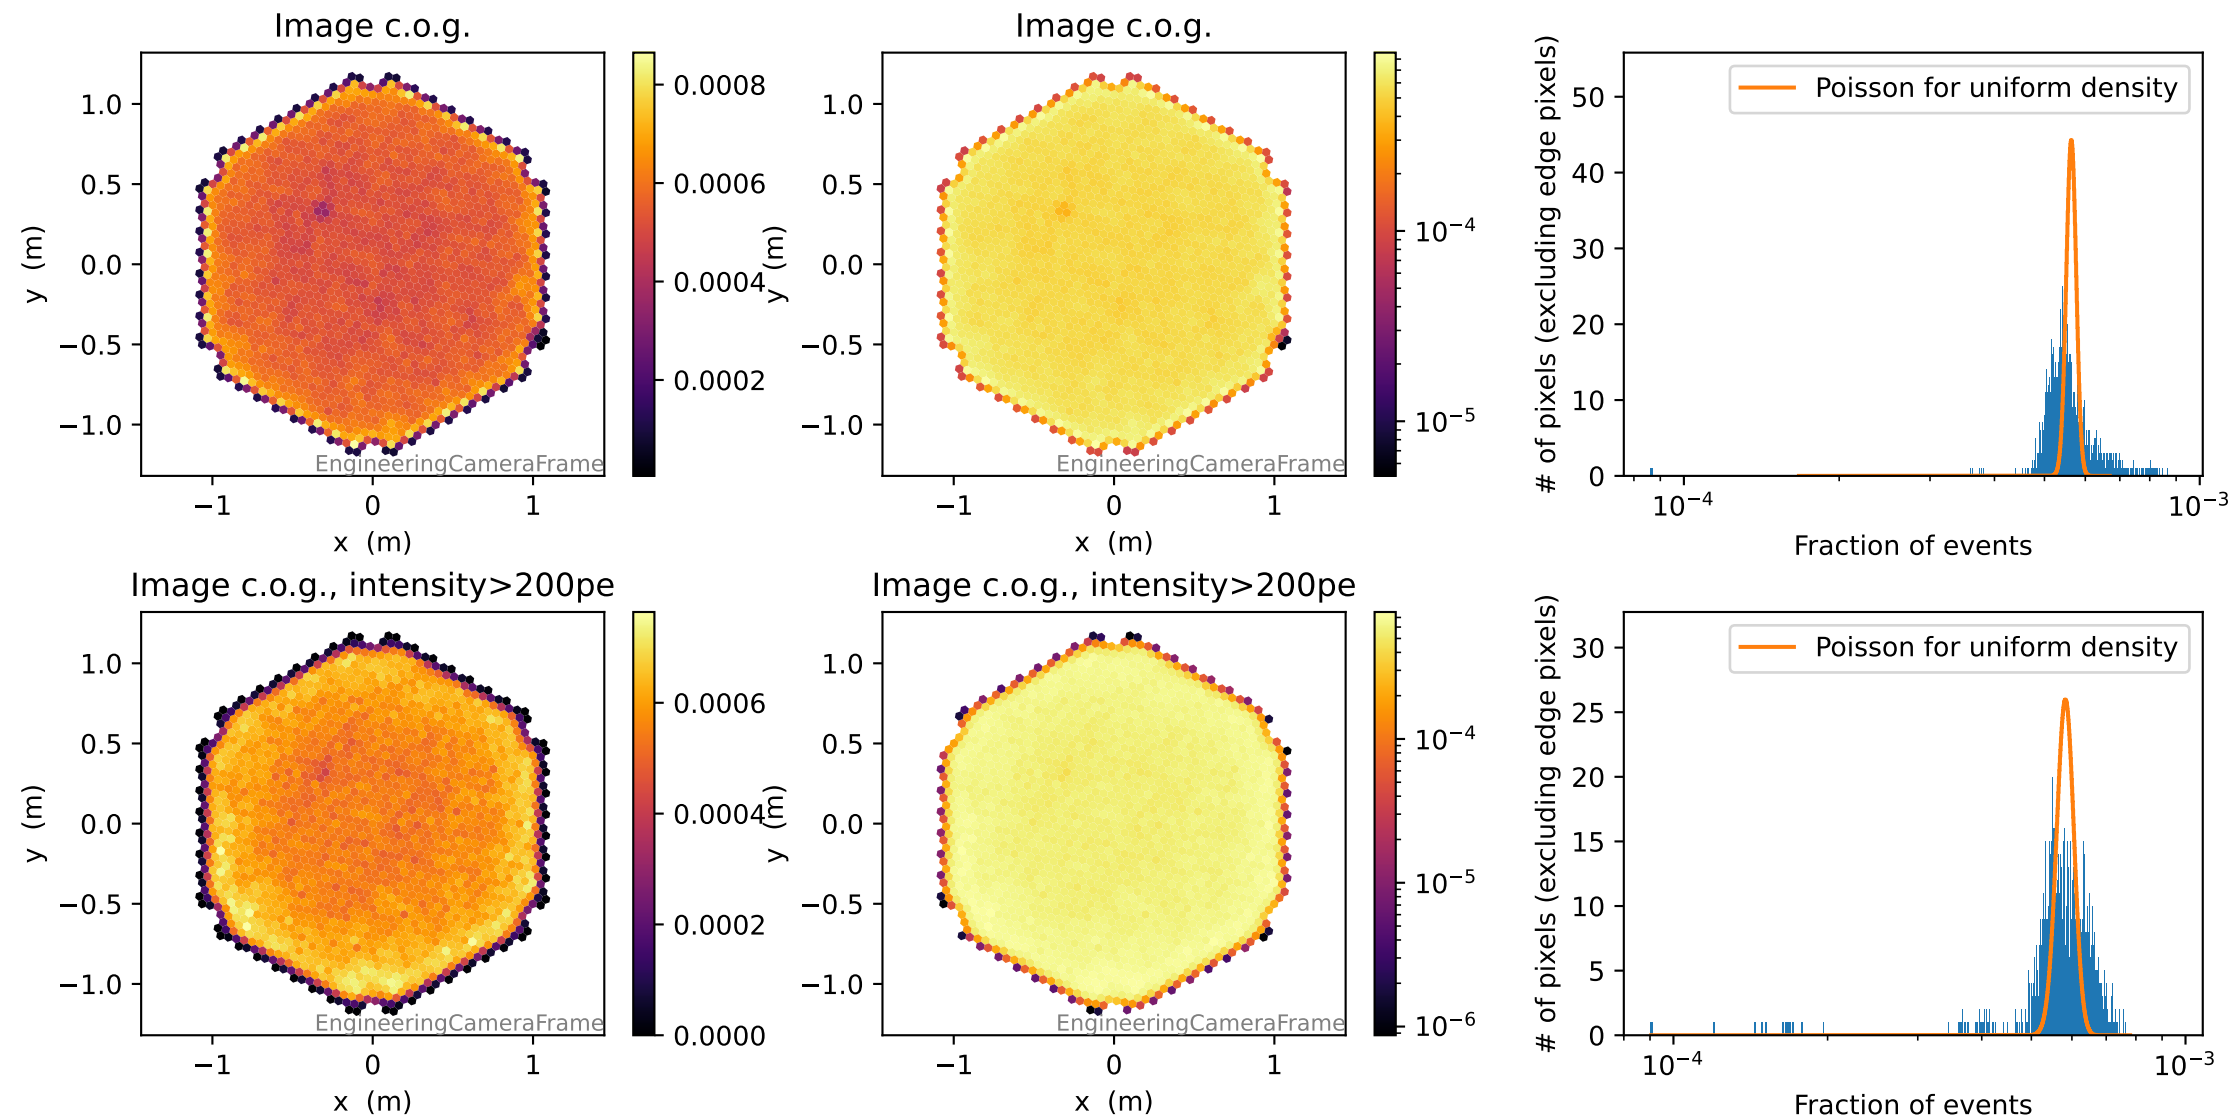 Image c.o.g.
1.0
0.5
0.0
−0.5
−1.0
y (m)
−1
0
1
x (m)
EngineeringCameraFrame
0.0008
0.0006
0.0004
0.0002
Image c.o.g.
1.0
0.5
0.0
−0.5
−1.0
y (m)
−1
0
1
x (m)
EngineeringCameraFrame
10⁻⁴
10⁻⁵
# of pixels (excluding edge pixels)
50
40
30
20
10
0
Poisson for uniform density
10⁻⁴
10⁻³
Fraction of events
Image c.o.g., intensity>200pe
1.0
0.5
0.0
−0.5
−1.0
y (m)
−1
0
1
x (m)
EngineeringCameraFrame
0.0006
0.0004
0.0002
0.0000
Image c.o.g., intensity>200pe
1.0
0.5
0.0
−0.5
−1.0
y (m)
−1
0
1
x (m)
EngineeringCameraFrame
10⁻⁴
10⁻⁵
10⁻⁶
# of pixels (excluding edge pixels)
30
25
20
15
10
5
0
Poisson for uniform density
10⁻⁴
10⁻³
Fraction of events